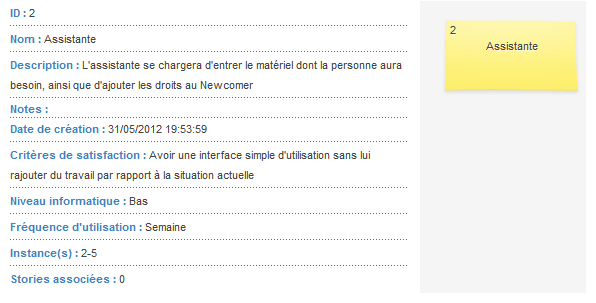 ID : 2
Nom : Assistante
Description : L'assistante se chargera d'entrer le matériel dont la personne aura
besoin, ainsi que d'ajouter les droits au Newcomer
Notes :
Date de création : 31/05/2012 19:53:59
Critères de satisfaction : Avoir une interface simple d'utilisation sans lui
rajouter du travail par rapport à la situation actuelle
Niveau informatique : Bas
Fréquence d'utilisation : Semaine
Instance(s) : 2-5
Stories associées : 0
2
Assistante